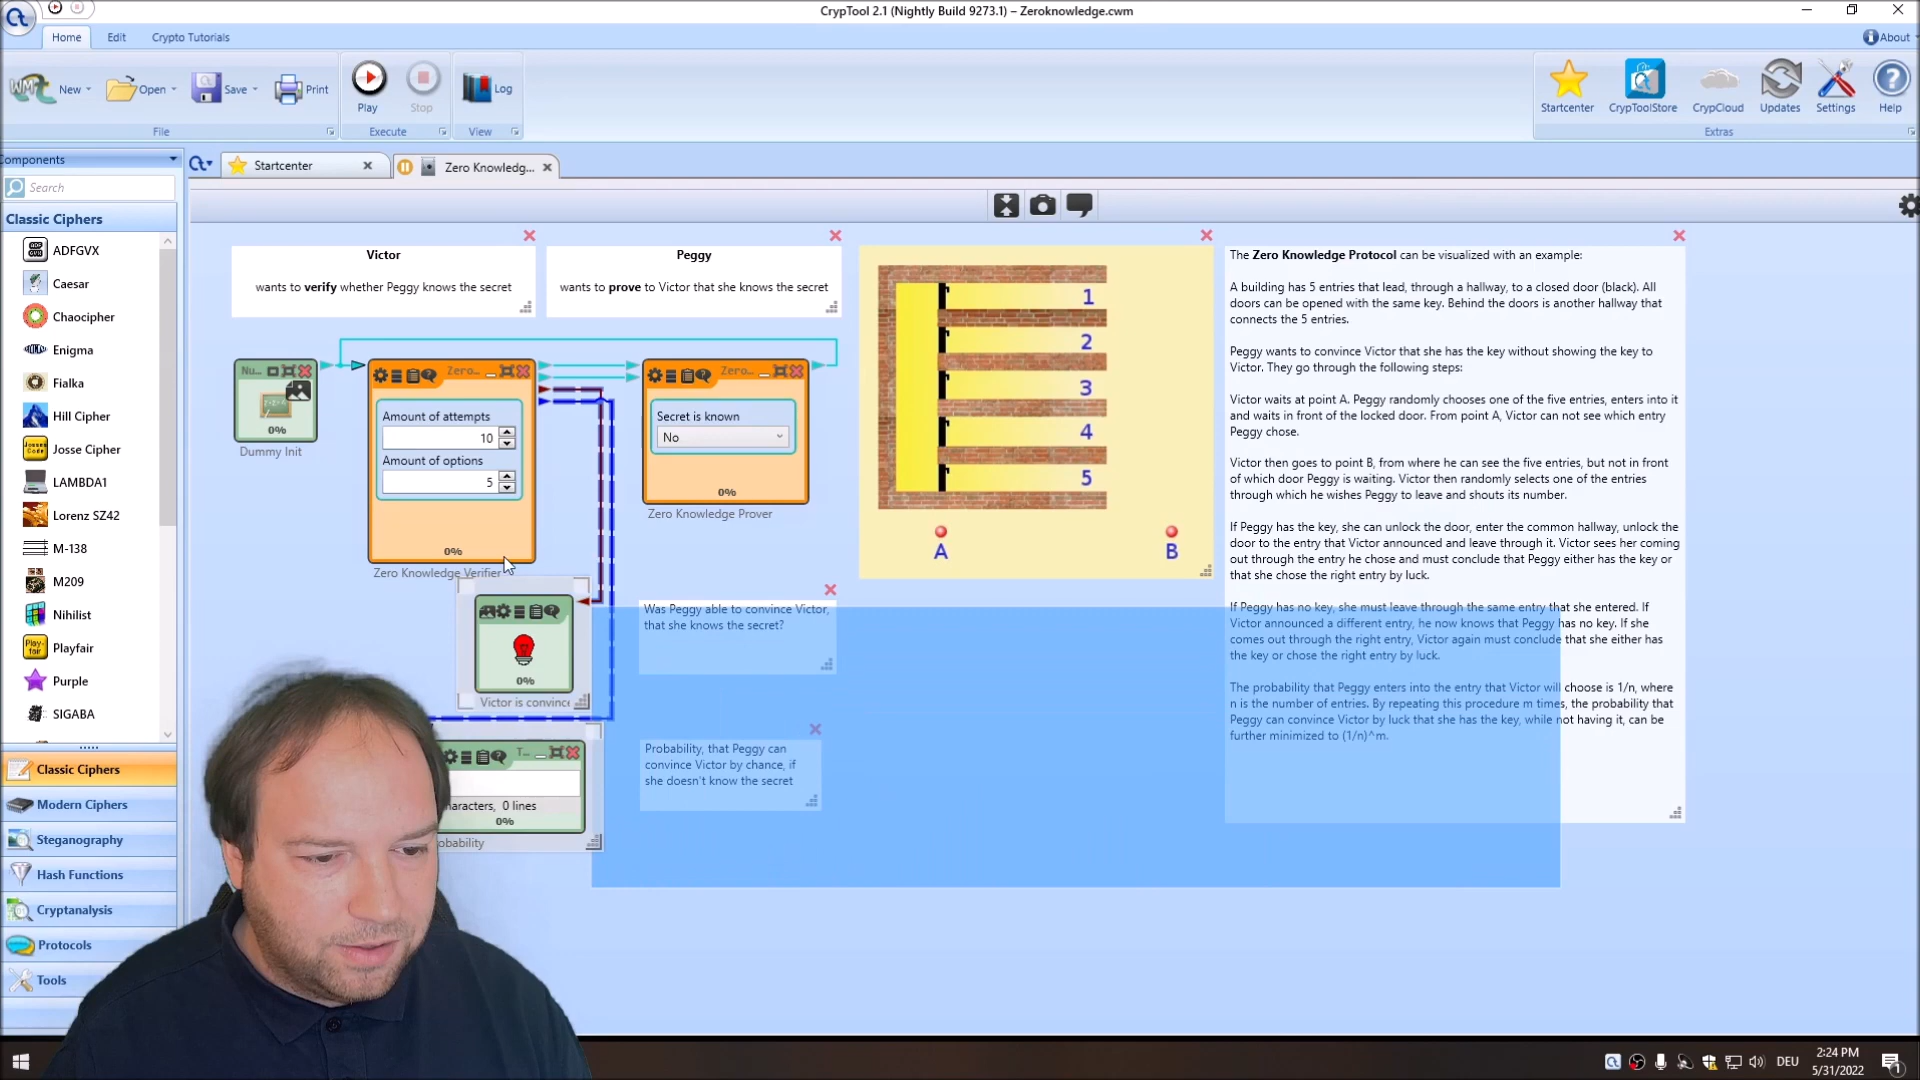 CrypTool 2.1 (Nightly Build 9273.1) – Zeroknowledge.cwm
Home
Edit
Crypto Tutorials
About
New
Open
Save
Print
Play
Stop
Log
Startcenter
CrypToolStore
CrypCloud
Updates
Settings
Help
File
Execute
View
Extras
Components
Startcenter
Zero Knowledg...
Search
Classic Ciphers
ADFGVX
Caesar
Chaocipher
Enigma
Fialka
Hill Cipher
Josse Cipher
LAMBDA1
Lorenz SZ42
M-138
M209
Nihilist
Playfair
Purple
SIGABA
Classic Ciphers
Modern Ciphers
Steganography
Hash Functions
Cryptanalysis
Protocols
Tools
Victor
wants to verify whether Peggy knows the secret
Peggy
wants to prove to Victor that she knows the secret
Nu...
0%
Dummy Init
Zero...
Amount of attempts
10
Amount of options
5
0%
Zero Knowledge Verifier
Zero...
Secret is known
No
0%
Zero Knowledge Prover
0%
Victor is convince
Was Peggy able to convince Victor,
that she knows the secret?
T...
haracters, 0 lines
0%
obability
Probability, that Peggy can
convince Victor by chance, if
she doesn't know the secret
1
2
3
4
5
A
B
The Zero Knowledge Protocol can be visualized with an example:
A building has 5 entries that lead, through a hallway, to a closed door (black). All
doors can be opened with the same key. Behind the doors is another hallway that
connects the 5 entries.
Peggy wants to convince Victor that she has the key without showing the key to
Victor. They go through the following steps:
Victor waits at point A. Peggy randomly chooses one of the five entries, enters into it
and waits in front of the locked door. From point A, Victor can not see which entry
Peggy chose.
Victor then goes to point B, from where he can see the five entries, but not in front
of which door Peggy is waiting. Victor then randomly selects one of the entries
through which he wishes Peggy to leave and shouts its number.
If Peggy has the key, she can unlock the door, enter the common hallway, unlock the
door to the entry that Victor announced and leave through it. Victor sees her coming
out through the entry he chose and must conclude that Peggy either has the key or
that she chose the right entry by luck.
If Peggy has no key, she must leave through the same entry that she entered. If
Victor announced a different entry, he now knows that Peggy has no key. If she
comes out through the right entry, Victor again must conclude that she either has
the key or chose the right entry by luck.
The probability that Peggy enters into the entry that Victor will choose is 1/n, where
n is the number of entries. By repeating this procedure m times, the probability that
Peggy can convince Victor by luck that she has the key, while not having it, can be
further minimized to (1/n)^m.
DEU
2:24 PM
5/31/2022
1